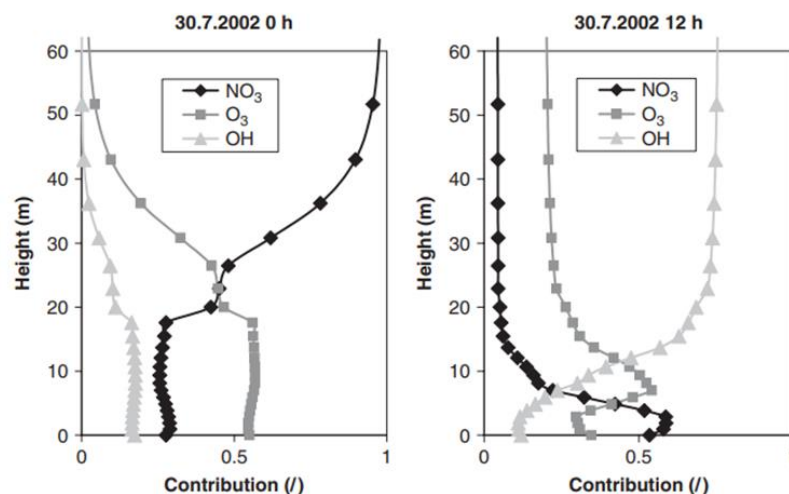 30.7.2002 0 h
60
50
40
30
20
10
0
Height (m)
NO₃
O₃
OH
0
0.5
1
Contribution (/)
30.7.2002 12 h
60
50
40
30
20
10
0
Height (m)
NO₃
O₃
OH
0
0.5
Contribution (/)